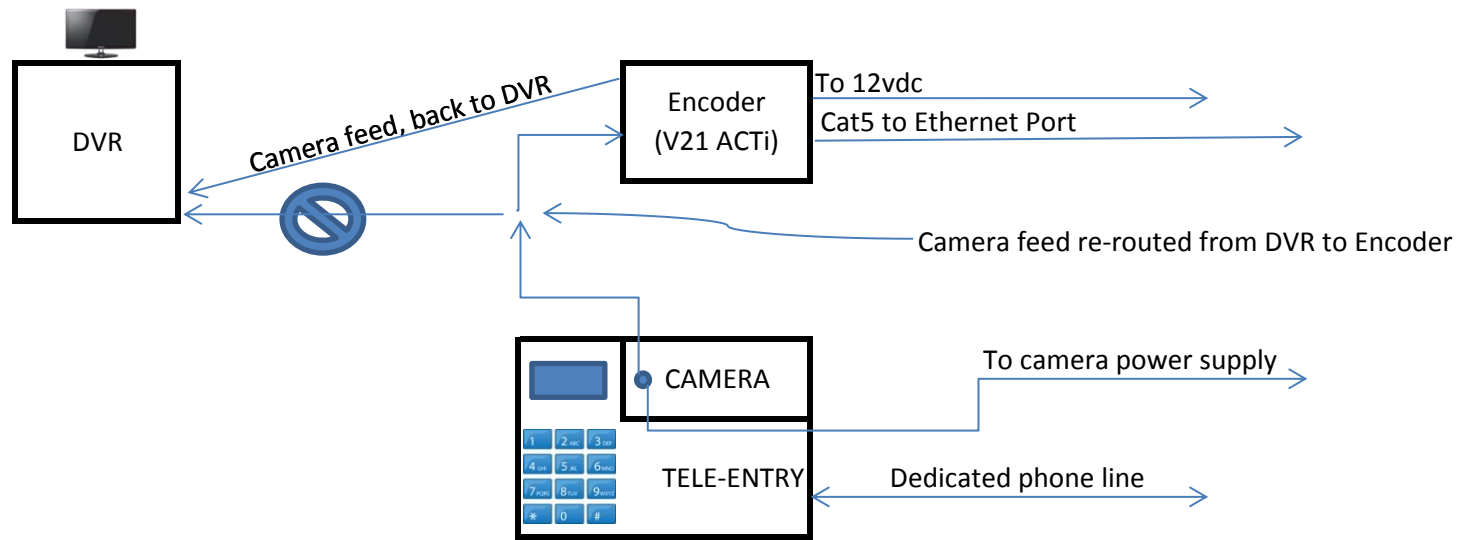 DVR
Camera feed, back to DVR
Encoder
(V21 ACTi)
To 12vdc
Cat5 to Ethernet Port
Camera feed re-routed from DVR to Encoder
CAMERA
To camera power supply
1 2 ABC 3 DEF
4 GHI 5 JKL 6 MNO
7 PQRS 8 TUV 9 WXYZ
* 0 #
TELE-ENTRY
Dedicated phone line